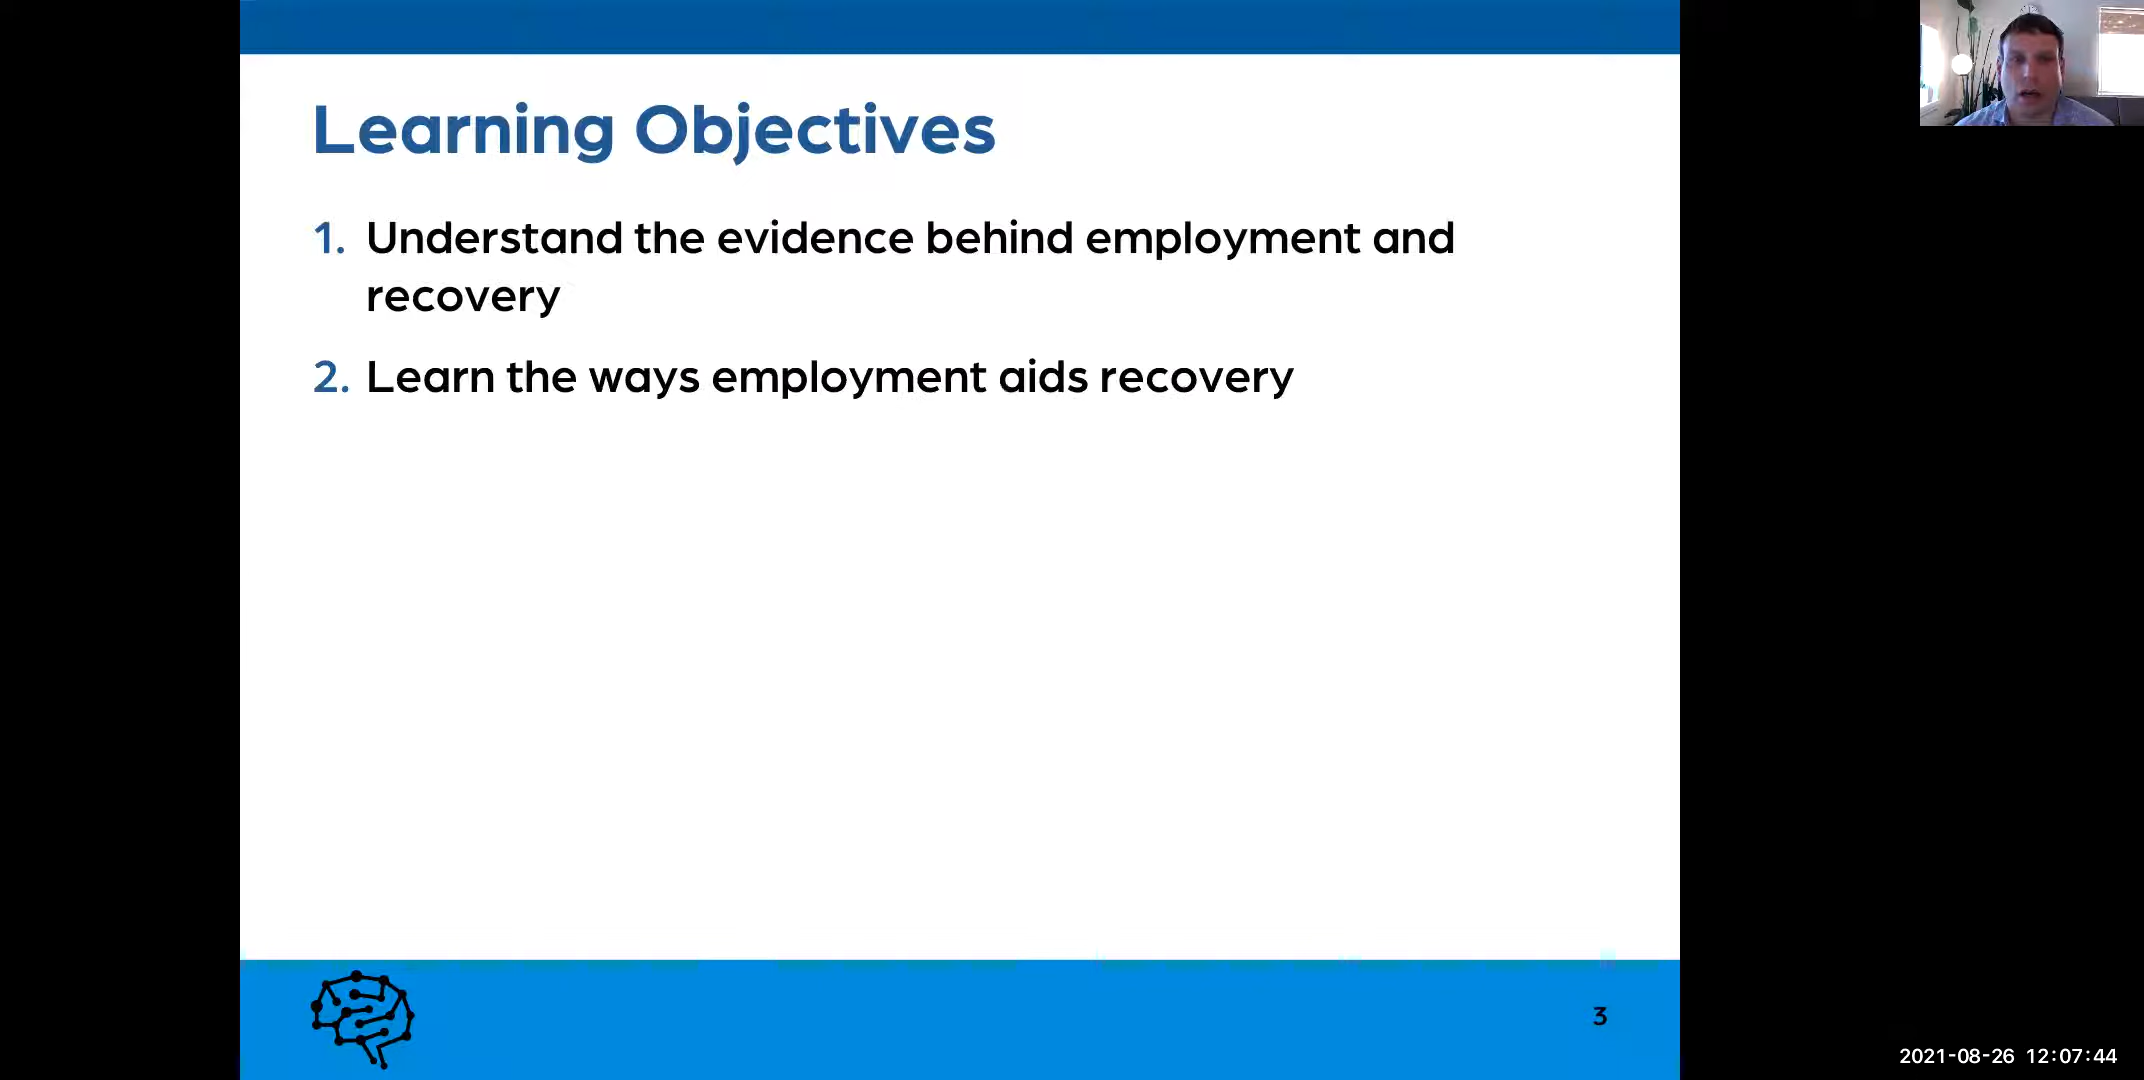 Learning Objectives
1. Understand the evidence behind employment and
recovery
2. Learn the ways employment aids recovery
3
2021-08-26 12:07:44